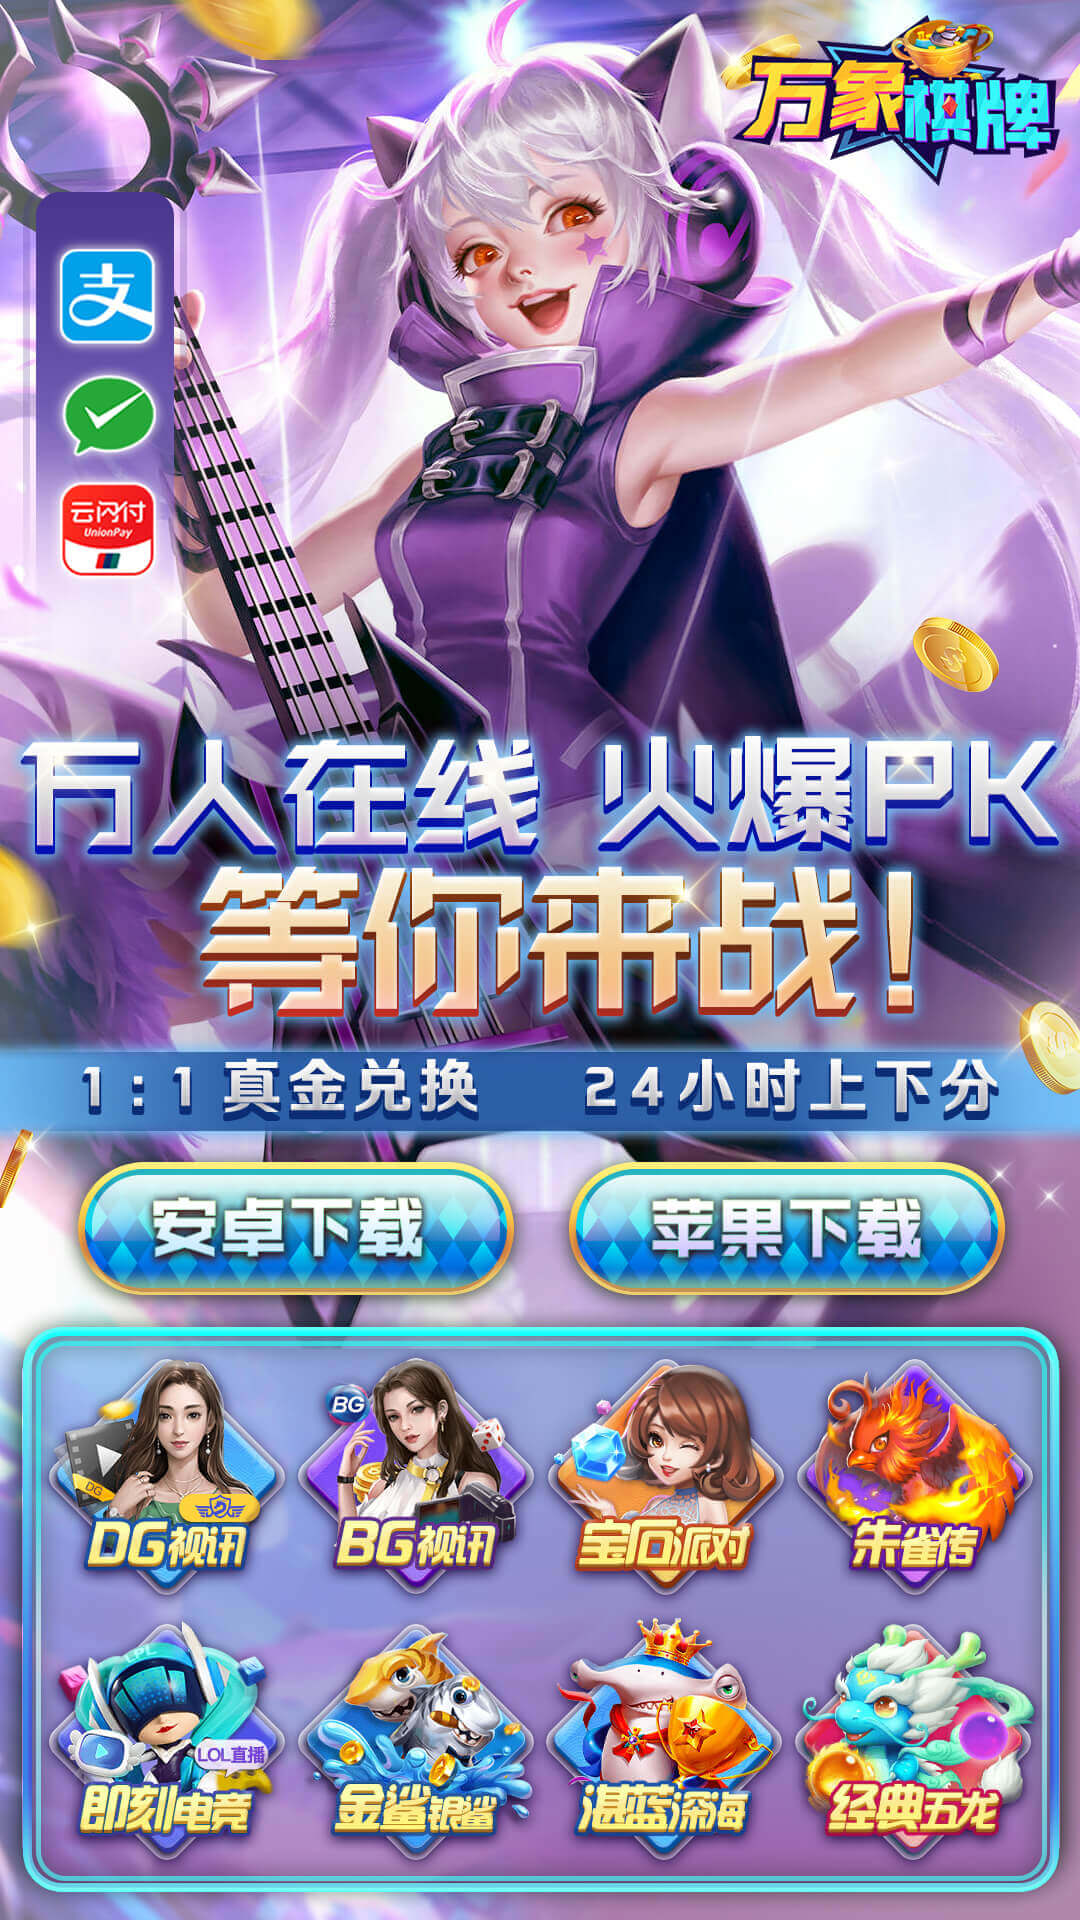 万象棋牌
支
云闪付
UnionPay
万人在线 火爆PK
等你来战!
1:1真金兑换 24小时上下分
安卓下载 苹果下载
DG
BG
DG视讯 BG视讯 宝石派对 朱雀传
LPL
LOL直播
即刻电竞 金鲨银鲨 湛蓝深海 经典五龙